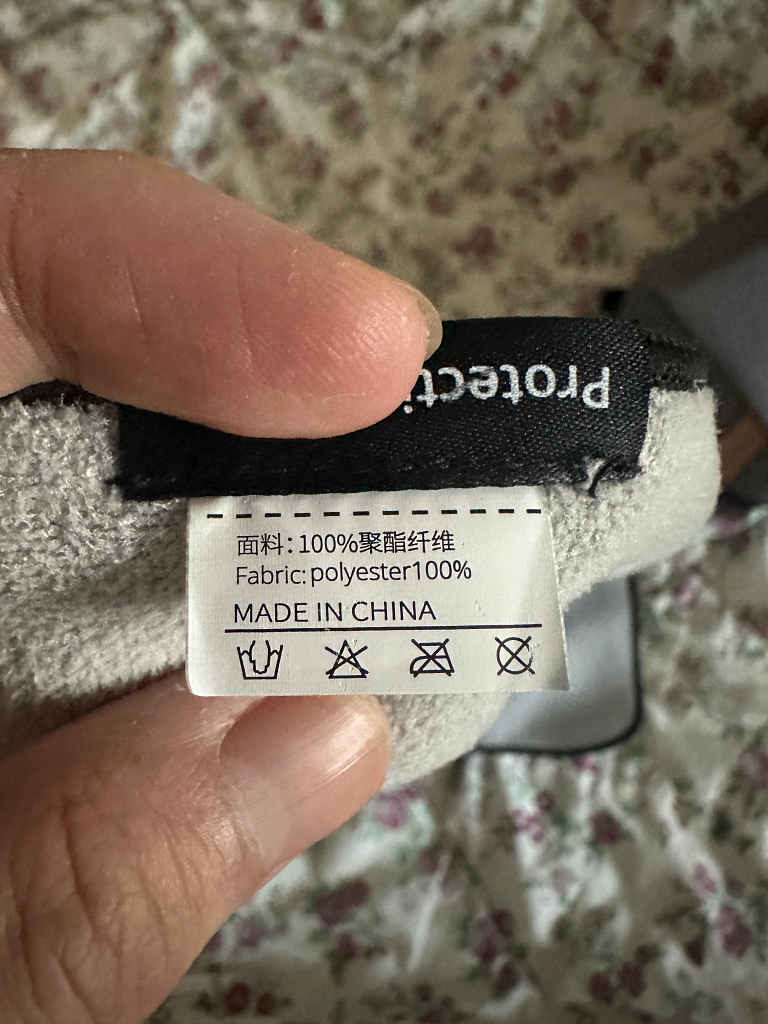 Protecti
面料：100%聚酯纤维
Fabric: polyester100%
MADE IN CHINA